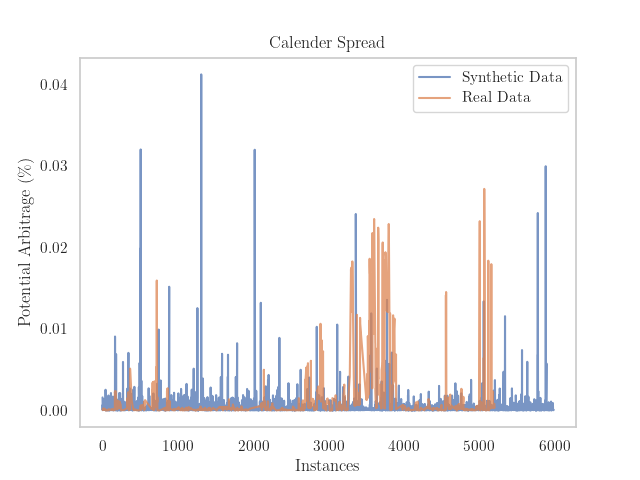 Calender Spread
Synthetic Data
Real Data
Potential Arbitrage (%)
0.04
0.03
0.02
0.01
0.00
0 1000 2000 3000 4000 5000 6000
Instances